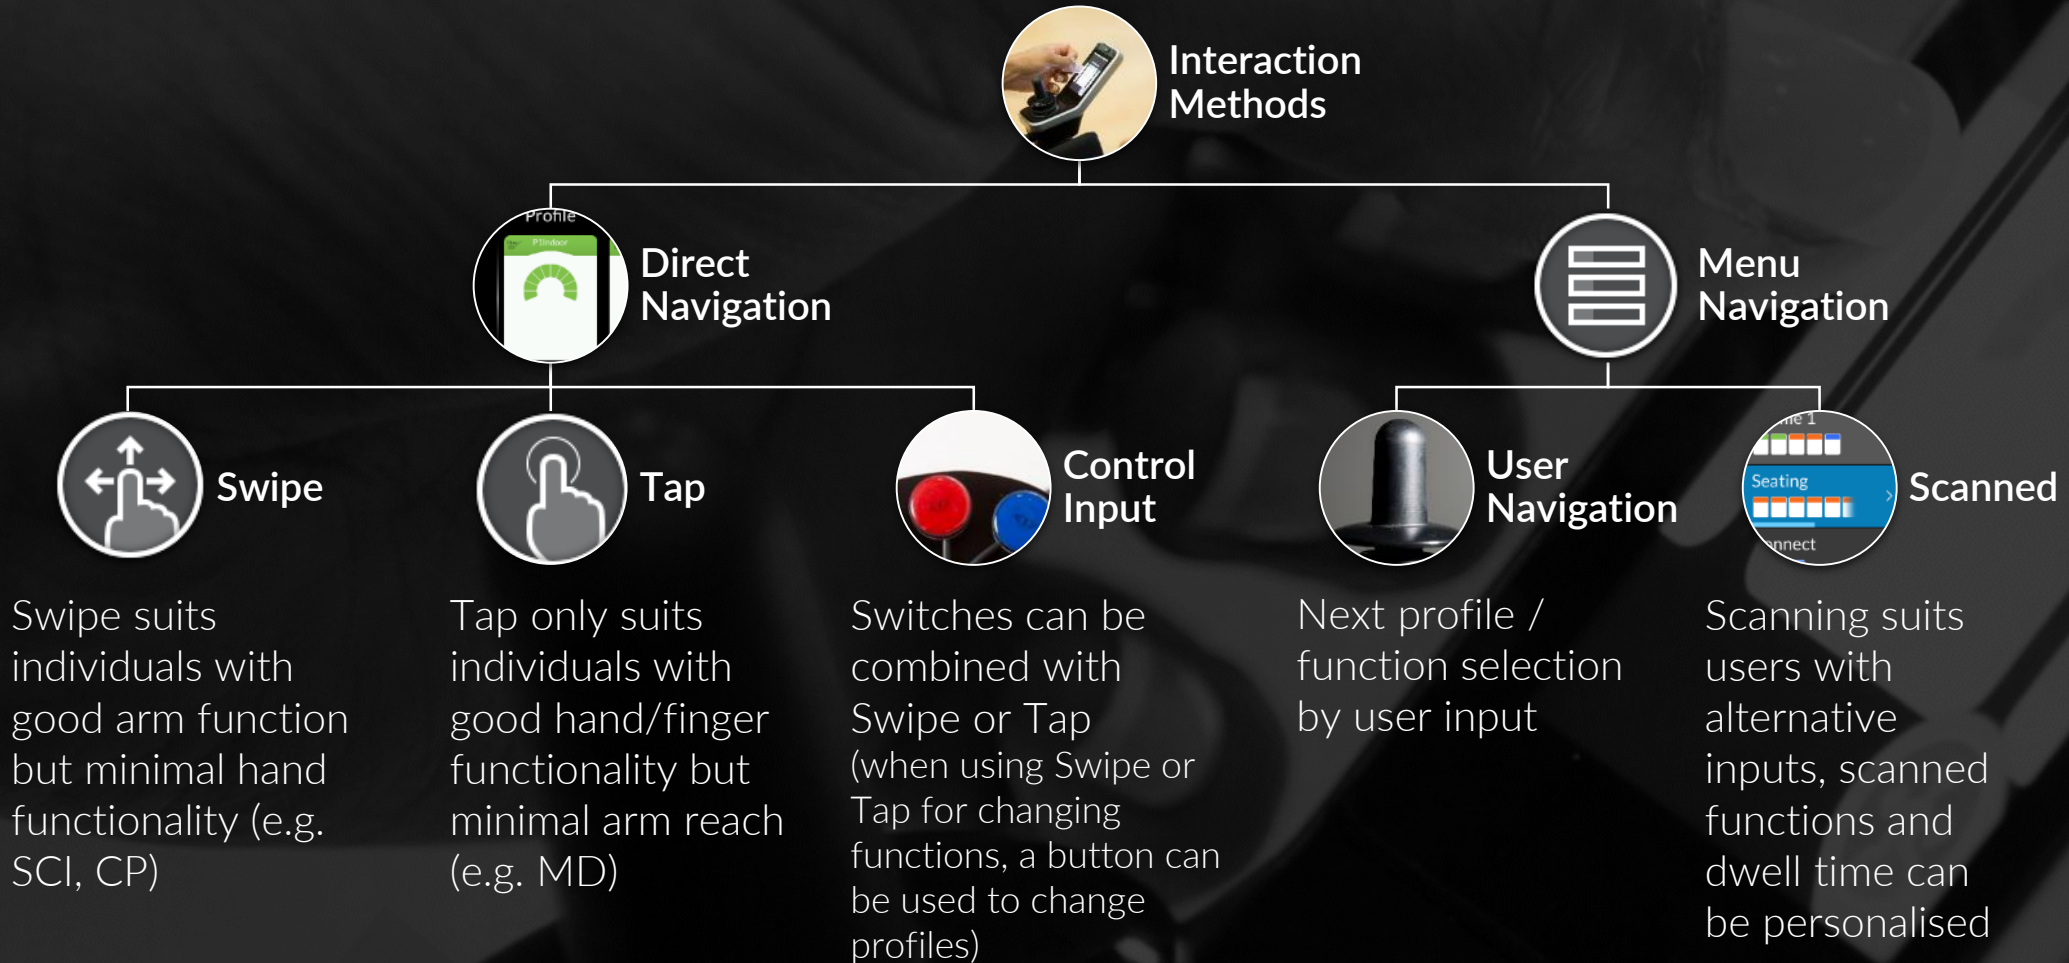 Interaction
Methods
Profile
P1Indoor
Direct
Navigation
Menu
Navigation
Swipe
Tap
Control
Input
User
Navigation
Seating
Scanned
Swipe suits
individuals with
good arm function
but minimal hand
functionality (e.g.
SCI, CP)
Tap only suits
individuals with
good hand/finger
functionality but
minimal arm reach
(e.g. MD)
Switches can be
combined with
Swipe or Tap
(when using Swipe or
Tap for changing
functions, a button can
be used to change
profiles)
Next profile /
function selection
by user input
Scanning suits
users with
alternative
inputs, scanned
functions and
dwell time can
be personalised